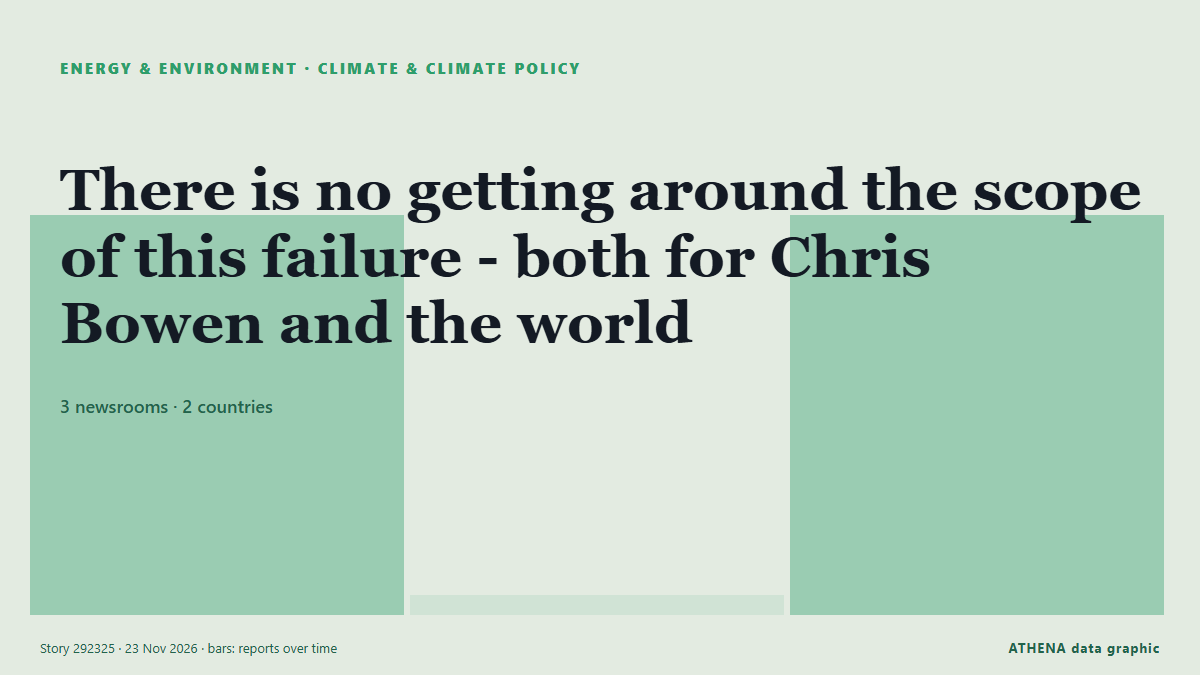 ENERGY & ENVIRONMENT · CLIMATE & CLIMATE POLICY
There is no getting around the scope
of this failure - both for Chris
Bowen and the world
3 newsrooms · 2 countries
Story 292325 · 23 Nov 2026 · bars: reports over time
ATHENA data graphic